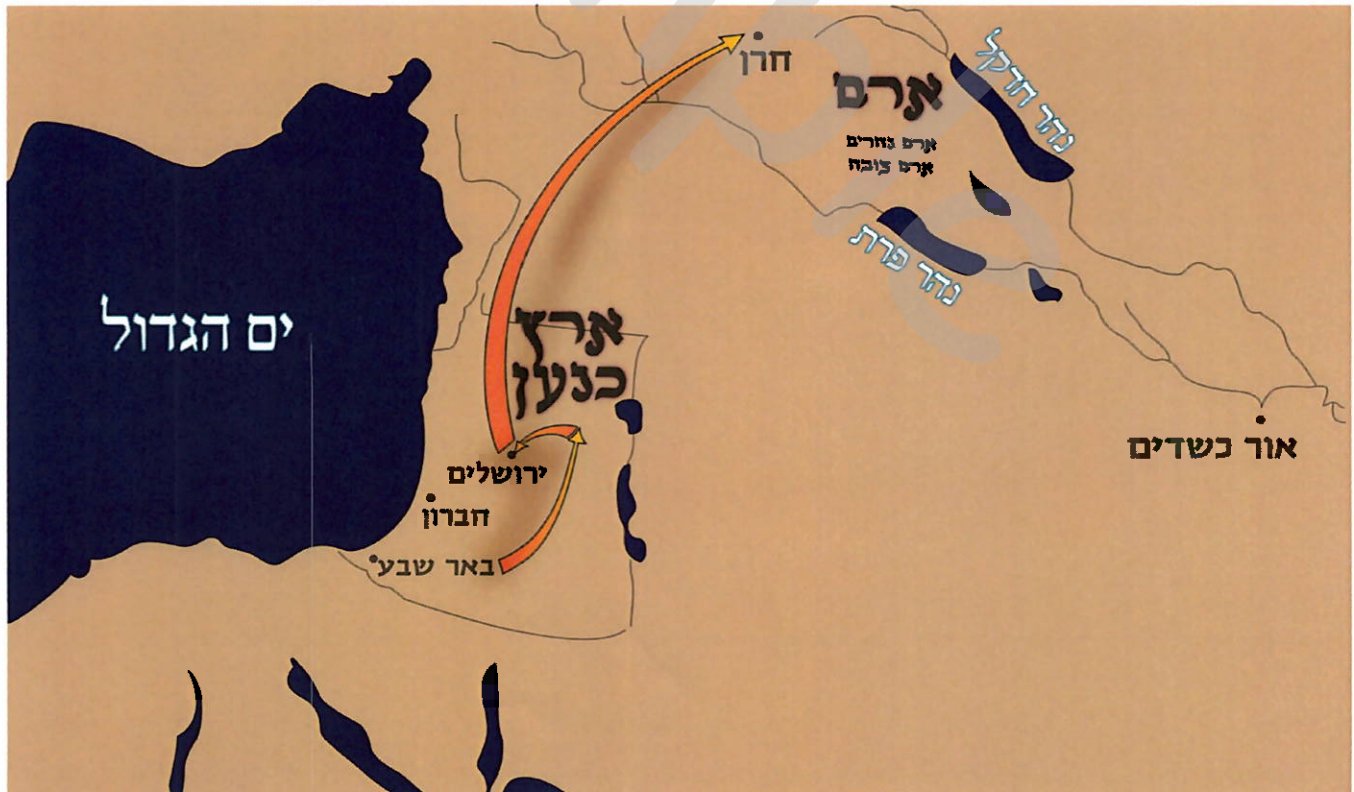 חרן
ארם
ארם נהרים
ארם צובה
נהר חדקל
נהר פרת
ים הגדול
ארץ
כנען
ירושלים
חברון
באר שבע
אור כשדים